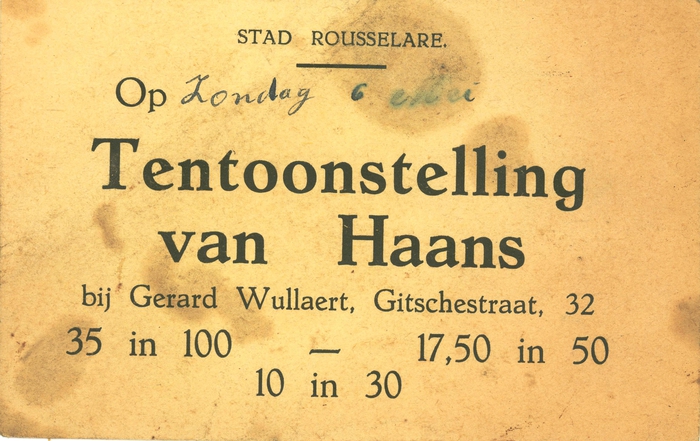 STAD ROUSSELARE.
Op Zondag 6 mei
Tentoonstelling
van Haans
bij Gerard Wullaert, Gitschestraat, 32
35 in 100 — 17,50 in 50
10 in 30